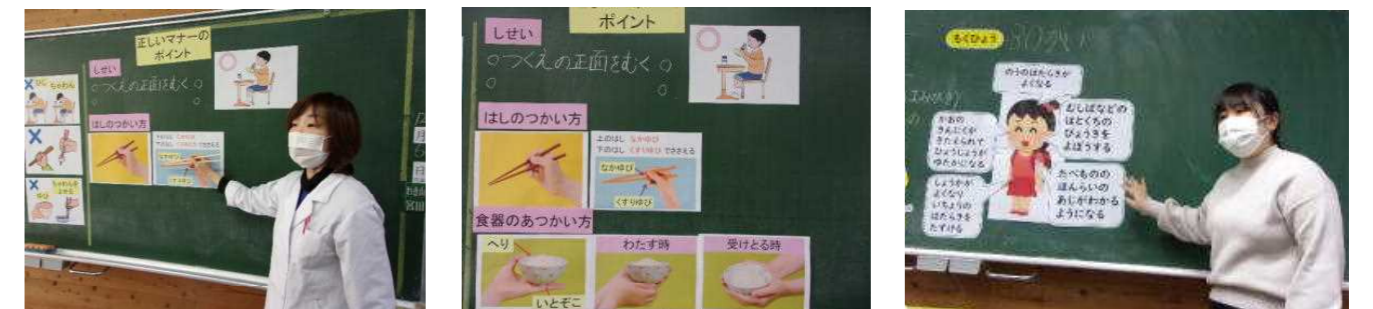 正しいマナーの
ポイント
しせい
○つくえの正面をむく○
はしのつかい方
なかゆび
くすりゆび
ポイント
しせい
○つくえの正面をむく○
はしのつかい方
上のはし なかゆび
下のはし くすりゆび でささえる
なかゆび
くすりゆび
食器のあつかい方
へり
いとぞこ
わたす時
受けとる時
もくひょう
のうのはたらきが
よくなる
かおの
きんにくが
きたえられて
ひょうじょうが
ゆたかになる
むしばなどの
はとくちの
びょうきを
よぼうする
しょうかが
よくなり
いちょうの
はたらきを
たすける
たべものの
ほんらいの
あじがわかる
ようになる